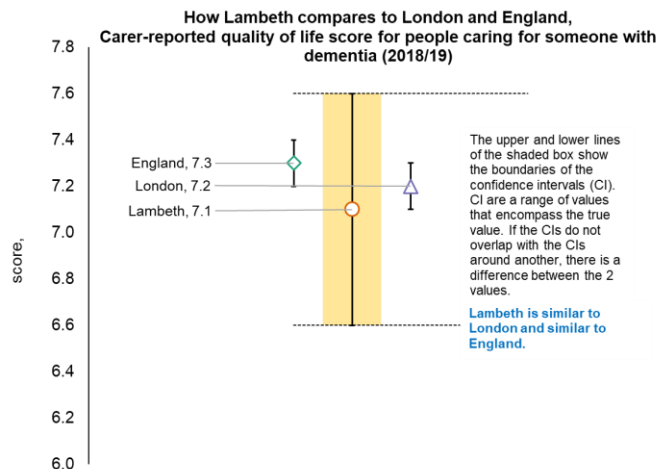 How Lambeth compares to London and England,
Carer-reported quality of life score for people caring for someone with
dementia (2018/19)
7.8
7.6
7.4
7.2
7.0
6.8
6.6
6.4
6.2
6.0
score,
England, 7.3
London, 7.2
Lambeth, 7.1
The upper and lower lines
of the shaded box show
the boundaries of the
confidence intervals (CI).
CI are a range of values
that encompass the true
value. If the CIs do not
overlap with the CIs
around another, there is a
difference between the 2
values.
Lambeth is similar to
London and similar to
England.